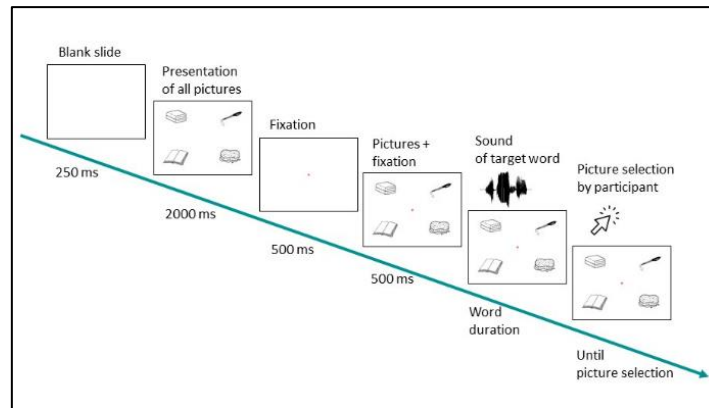 Blank slide
Presentation
of all pictures
Fixation
Pictures +
fixation
Sound
of target word
Picture selection
by participant
250 ms
2000 ms
500 ms
500 ms
Word
duration
Until
picture selection